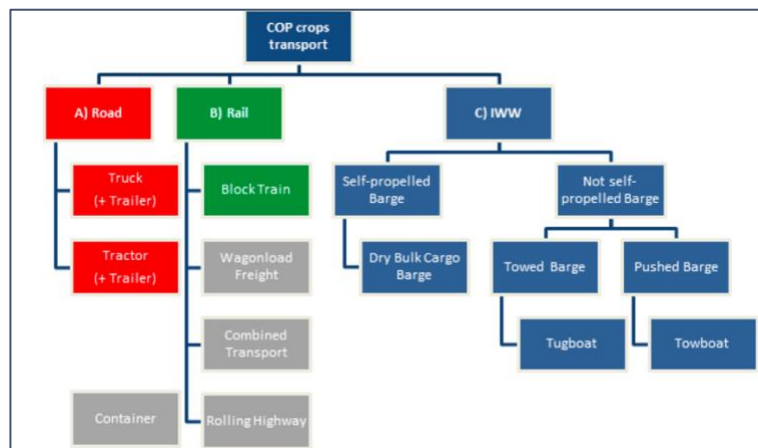 COP crops
transport
A) Road
B) Rail
C) IWW
Truck
(+ Trailer)
Block Train
Self-propelled
Barge
Not self-
propelled Barge
Tractor
(+ Trailer)
Wagonload
Freight
Dry Bulk Cargo
Barge
Towed Barge
Pushed Barge
Combined
Transport
Tugboat
Towboat
Container
Rolling Highway